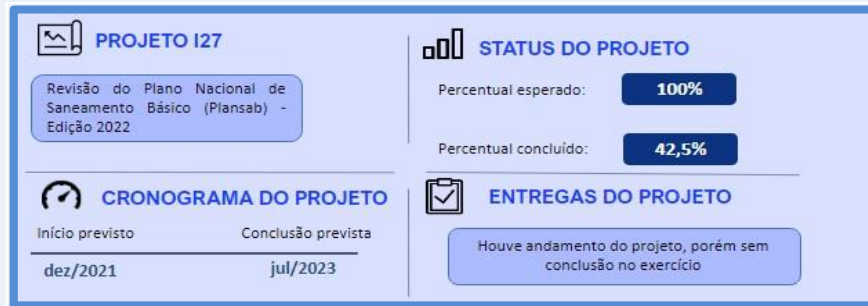 PROJETO I27
Revisão do Plano Nacional de
Saneamento Básico (Plansab) -
Edição 2022
STATUS DO PROJETO
Percentual esperado: 100%
Percentual concluído: 42,5%
CRONOGRAMA DO PROJETO
Início previsto Conclusão prevista
dez/2021 jul/2023
ENTREGAS DO PROJETO
Houve andamento do projeto, porém sem
conclusão no exercício